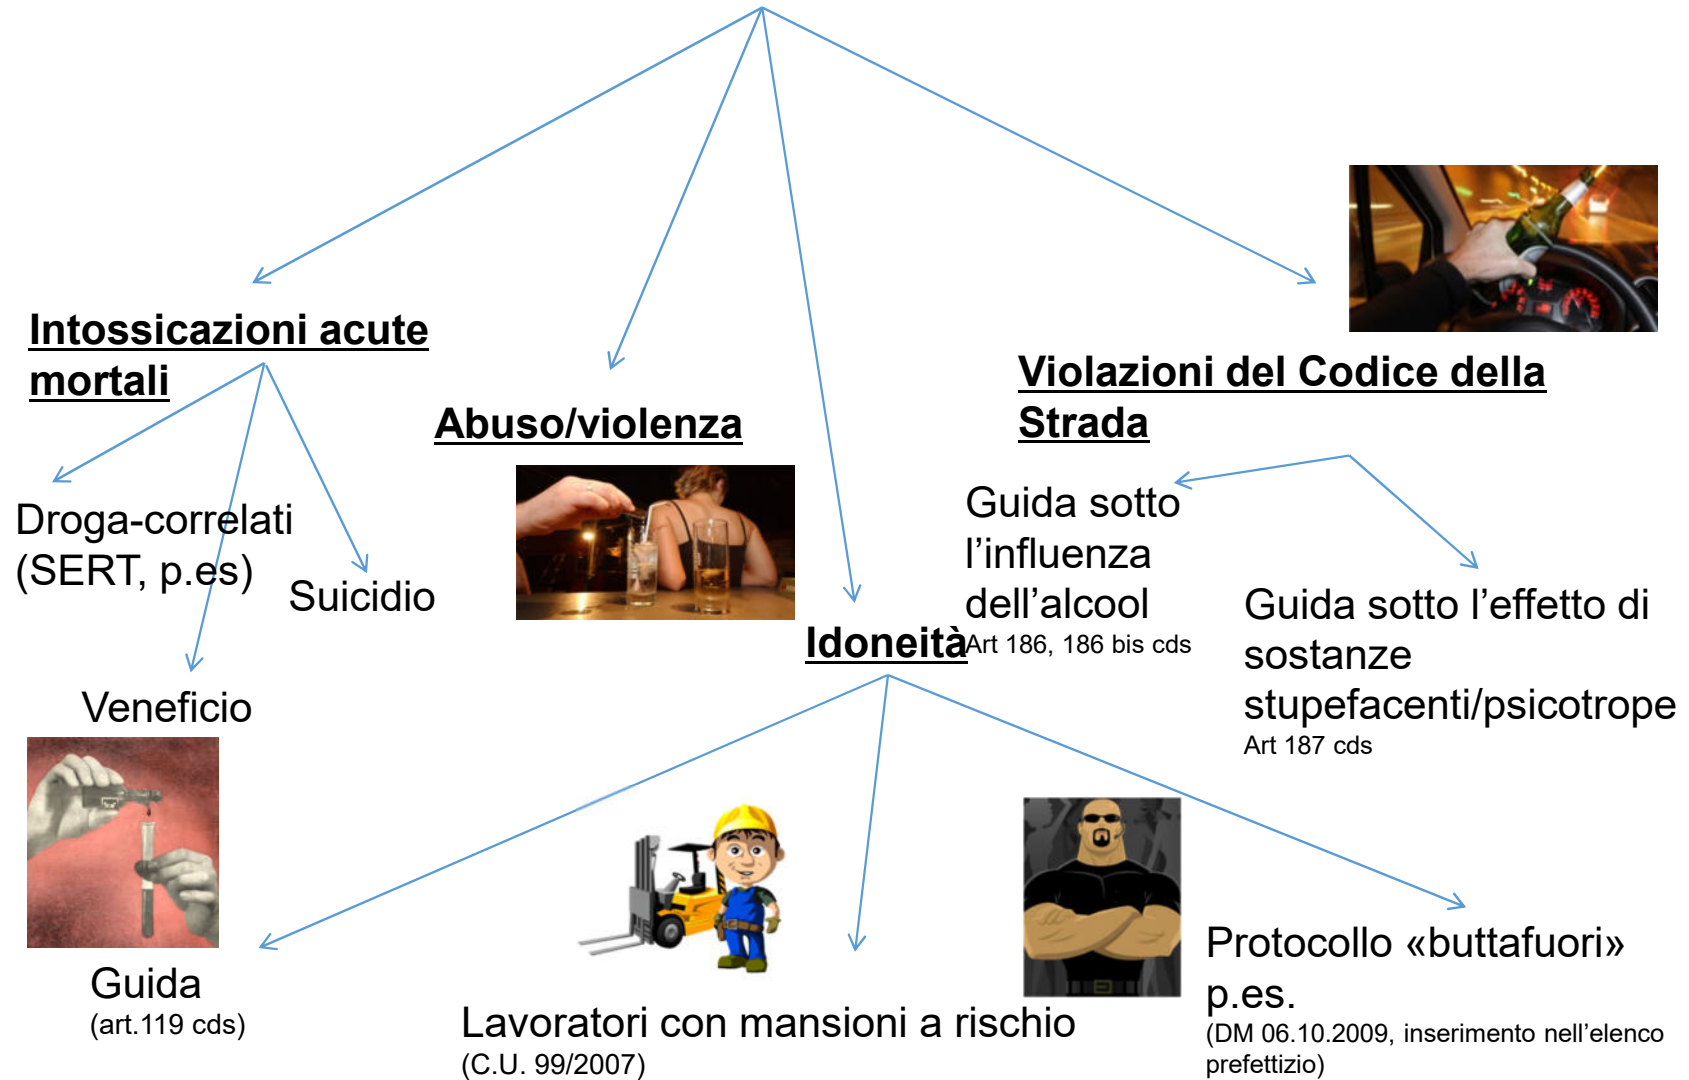 Intossicazioni acute
mortali
Droga-correlati
(SERT, p.es)
Suicidio
Veneficio
Abuso/violenza
Violazioni del Codice della
Strada
Guida sotto
l’influenza
dell’alcool
Art 186, 186 bis cds
Guida sotto l’effetto di
sostanze
stupefacenti/psicotrope
Art 187 cds
Idoneità
Guida
(art.119 cds)
Lavoratori con mansioni a rischio
(C.U. 99/2007)
Protocollo «buttafuori»
p.es.
(DM 06.10.2009, inserimento nell’elenco
prefettizio)